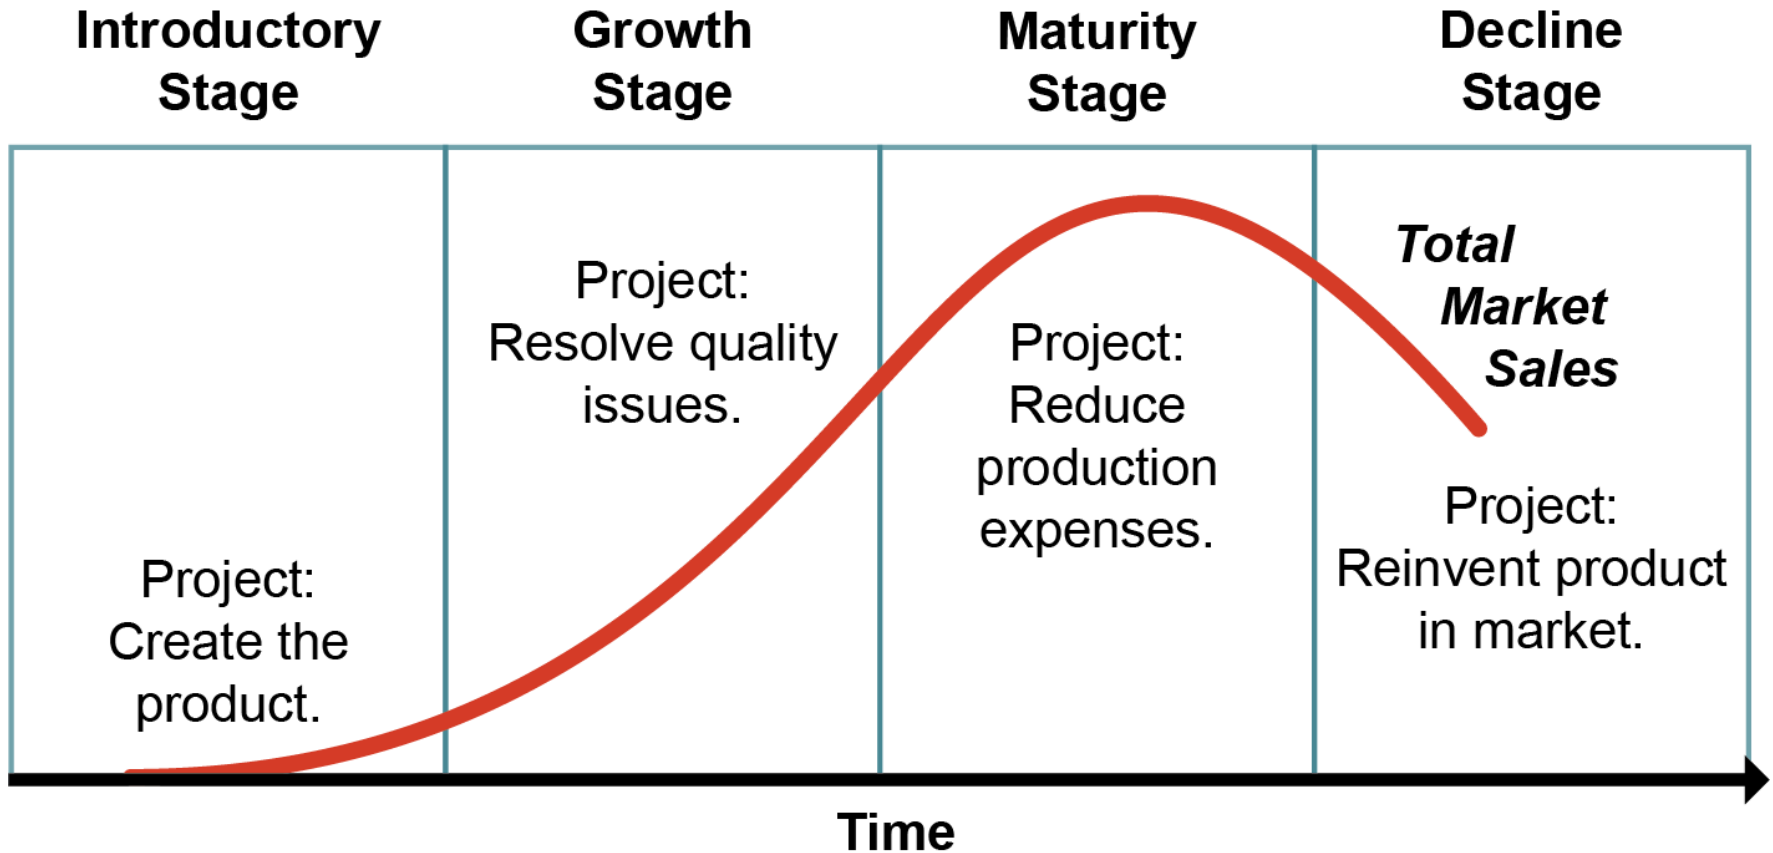 Introductory
Stage
Growth
Stage
Maturity
Stage
Decline
Stage
Project:
Create the
product.
Project:
Resolve quality
issues.
Project:
Reduce
production
expenses.
Total
Market
Sales
Project:
Reinvent product
in market.
Time